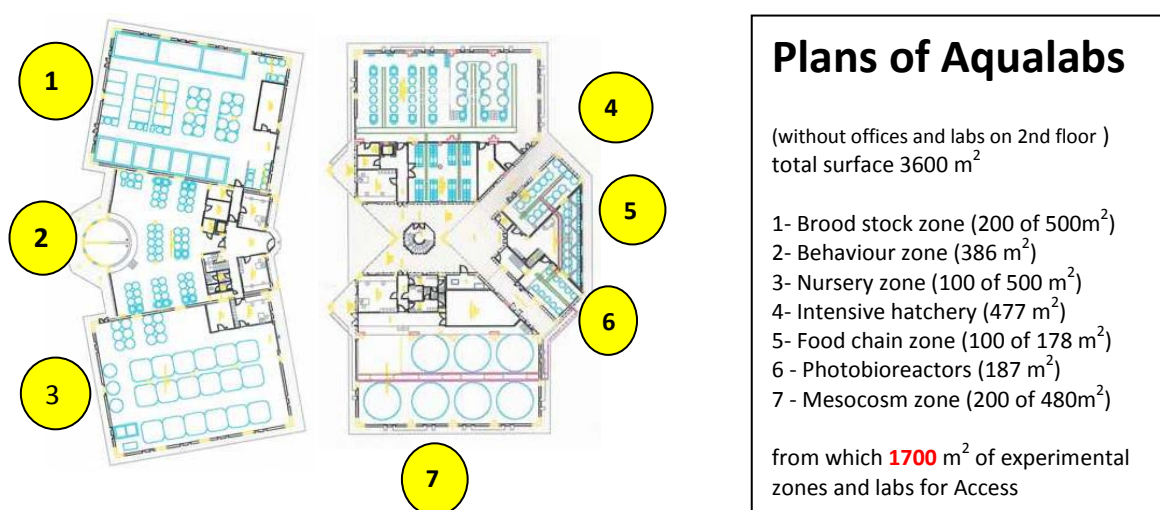 1
2
3
4
5
6
7
Plans of Aqualabs
(without offices and labs on 2nd floor )
total surface 3600 m²
1- Brood stock zone (200 of 500m²)
2- Behaviour zone (386 m²)
3- Nursery zone (100 of 500 m²)
4- Intensive hatchery (477 m²)
5- Food chain zone (100 of 178 m²)
6 - Photobioreactors (187 m²)
7 - Mesocosm zone (200 of 480m²)
from which 1700 m² of experimental
zones and labs for Access